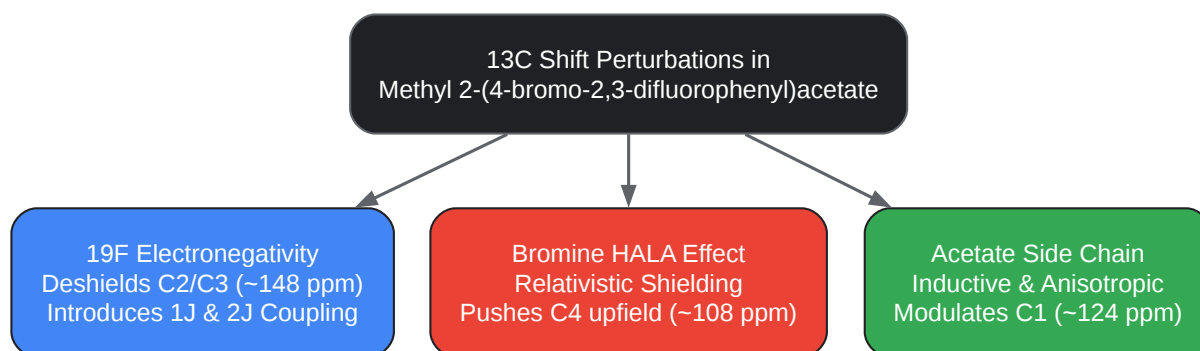 13C Shift Perturbations in
Methyl 2-(4-bromo-2,3-difluorophenyl)acetate
19F Electronegativity
Deshields C2/C3 (~148 ppm)
Introduces 1J & 2J Coupling
Bromine HALA Effect
Relativistic Shielding
Pushes C4 upfield (~108 ppm)
Acetate Side Chain
Inductive & Anisotropic
Modulates C1 (~124 ppm)